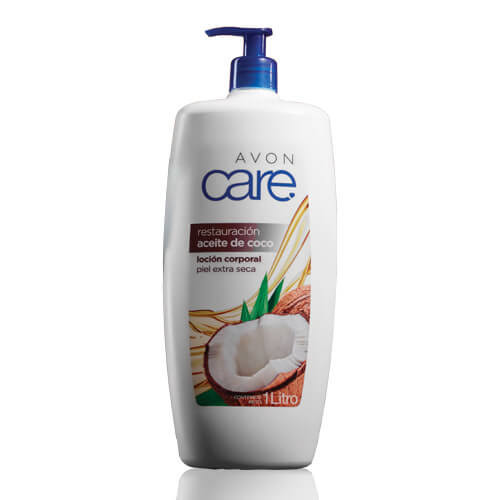 AVON
care.
restauración
aceite de coco
loción corporal
piel extra seca
1 Litro